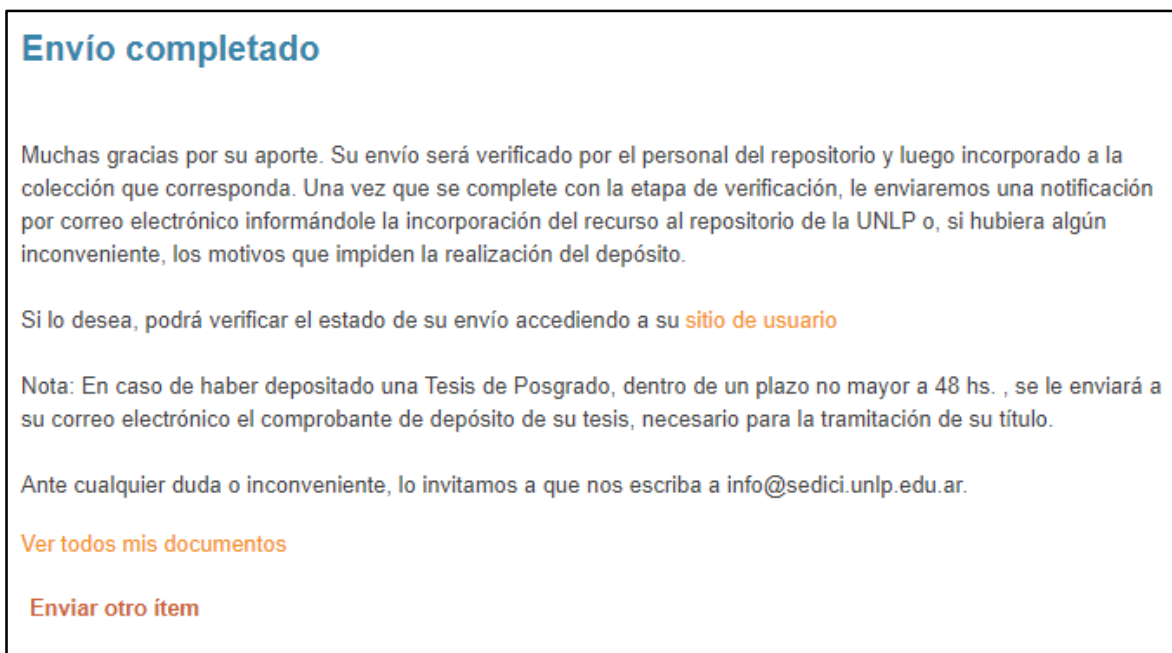 Envío completado
Muchas gracias por su aporte. Su envío será verificado por el personal del repositorio y luego incorporado a la
colección que corresponda. Una vez que se complete con la etapa de verificación, le enviaremos una notificación
por correo electrónico informándole la incorporación del recurso al repositorio de la UNLP o, si hubiera algún
inconveniente, los motivos que impiden la realización del depósito.
Si lo desea, podrá verificar el estado de su envío accediendo a su sitio de usuario
Nota: En caso de haber depositado una Tesis de Posgrado, dentro de un plazo no mayor a 48 hs. , se le enviará a
su correo electrónico el comprobante de depósito de su tesis, necesario para la tramitación de su título.
Ante cualquier duda o inconveniente, lo invitamos a que nos escriba a info@sedici.unlp.edu.ar.
Ver todos mis documentos
Enviar otro ítem